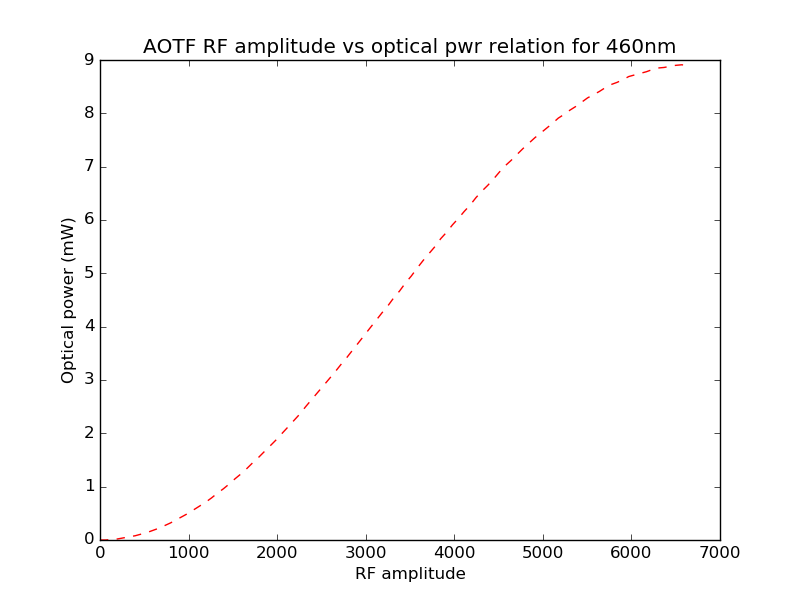 AOTF RF amplitude vs optical pwr relation for 460nm
9
8
7
6
5
4
3
2
1
0
Optical power (mW)
0 1000 2000 3000 4000 5000 6000 7000
RF amplitude